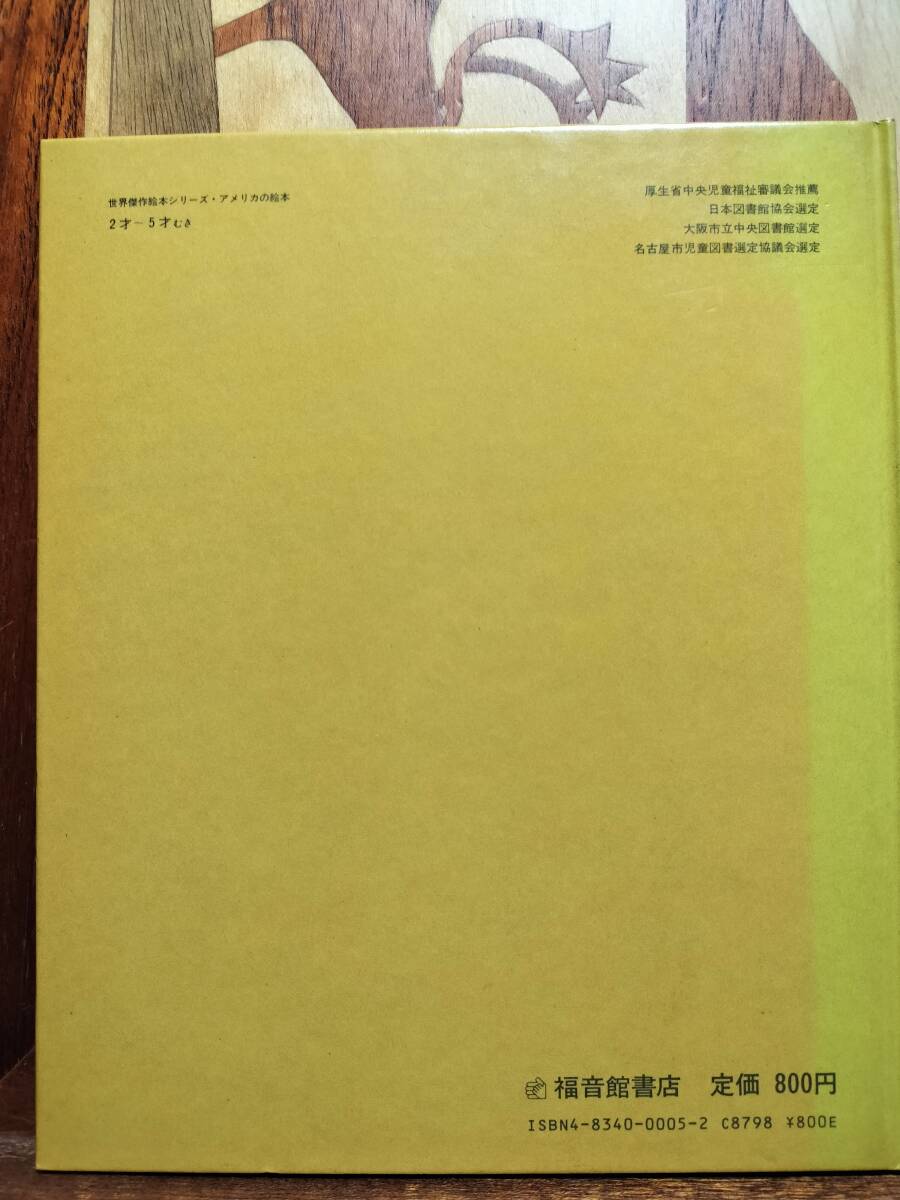 世界傑作絵本シリーズ・アメリカの絵本
2才−5才むき
厚生省中央児童福祉審議会推薦
日本図書館協会選定
大阪市立中央図書館選定
名古屋市児童図書選定協議会選定
福音館書店 定価 800円
ISBN4-8340-0005-2 C8798 ¥800E